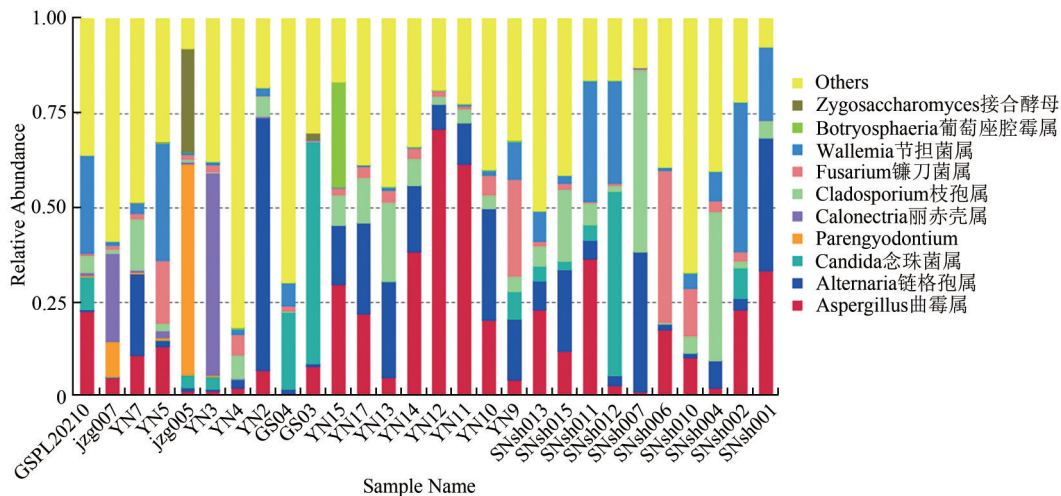 1.00
0.75
0.50
0.25
0
Relative Abundance
GSPL20210
jzg007
YN7
YN5
jzg005
YN3
YN4
YN2
GS04
GS03
YN15
YN17
YN13
YN14
YN12
YN11
YN10
YN9
SNsh013
SNsh015
SNsh011
SNsh012
SNsh007
SNsh006
SNsh010
SNsh004
SNsh002
SNsh001
Sample Name
Others
Zygosaccharomyces接合酵母
Botryosphaeria葡萄座腔霉属
Wallemia节担菌属
Fusarium镰刀菌属
Cladosporium枝孢属
Calonectria丽赤壳属
Parengyodontium
Candida念珠菌属
Alternaria链格孢属
Aspergillus曲霉属